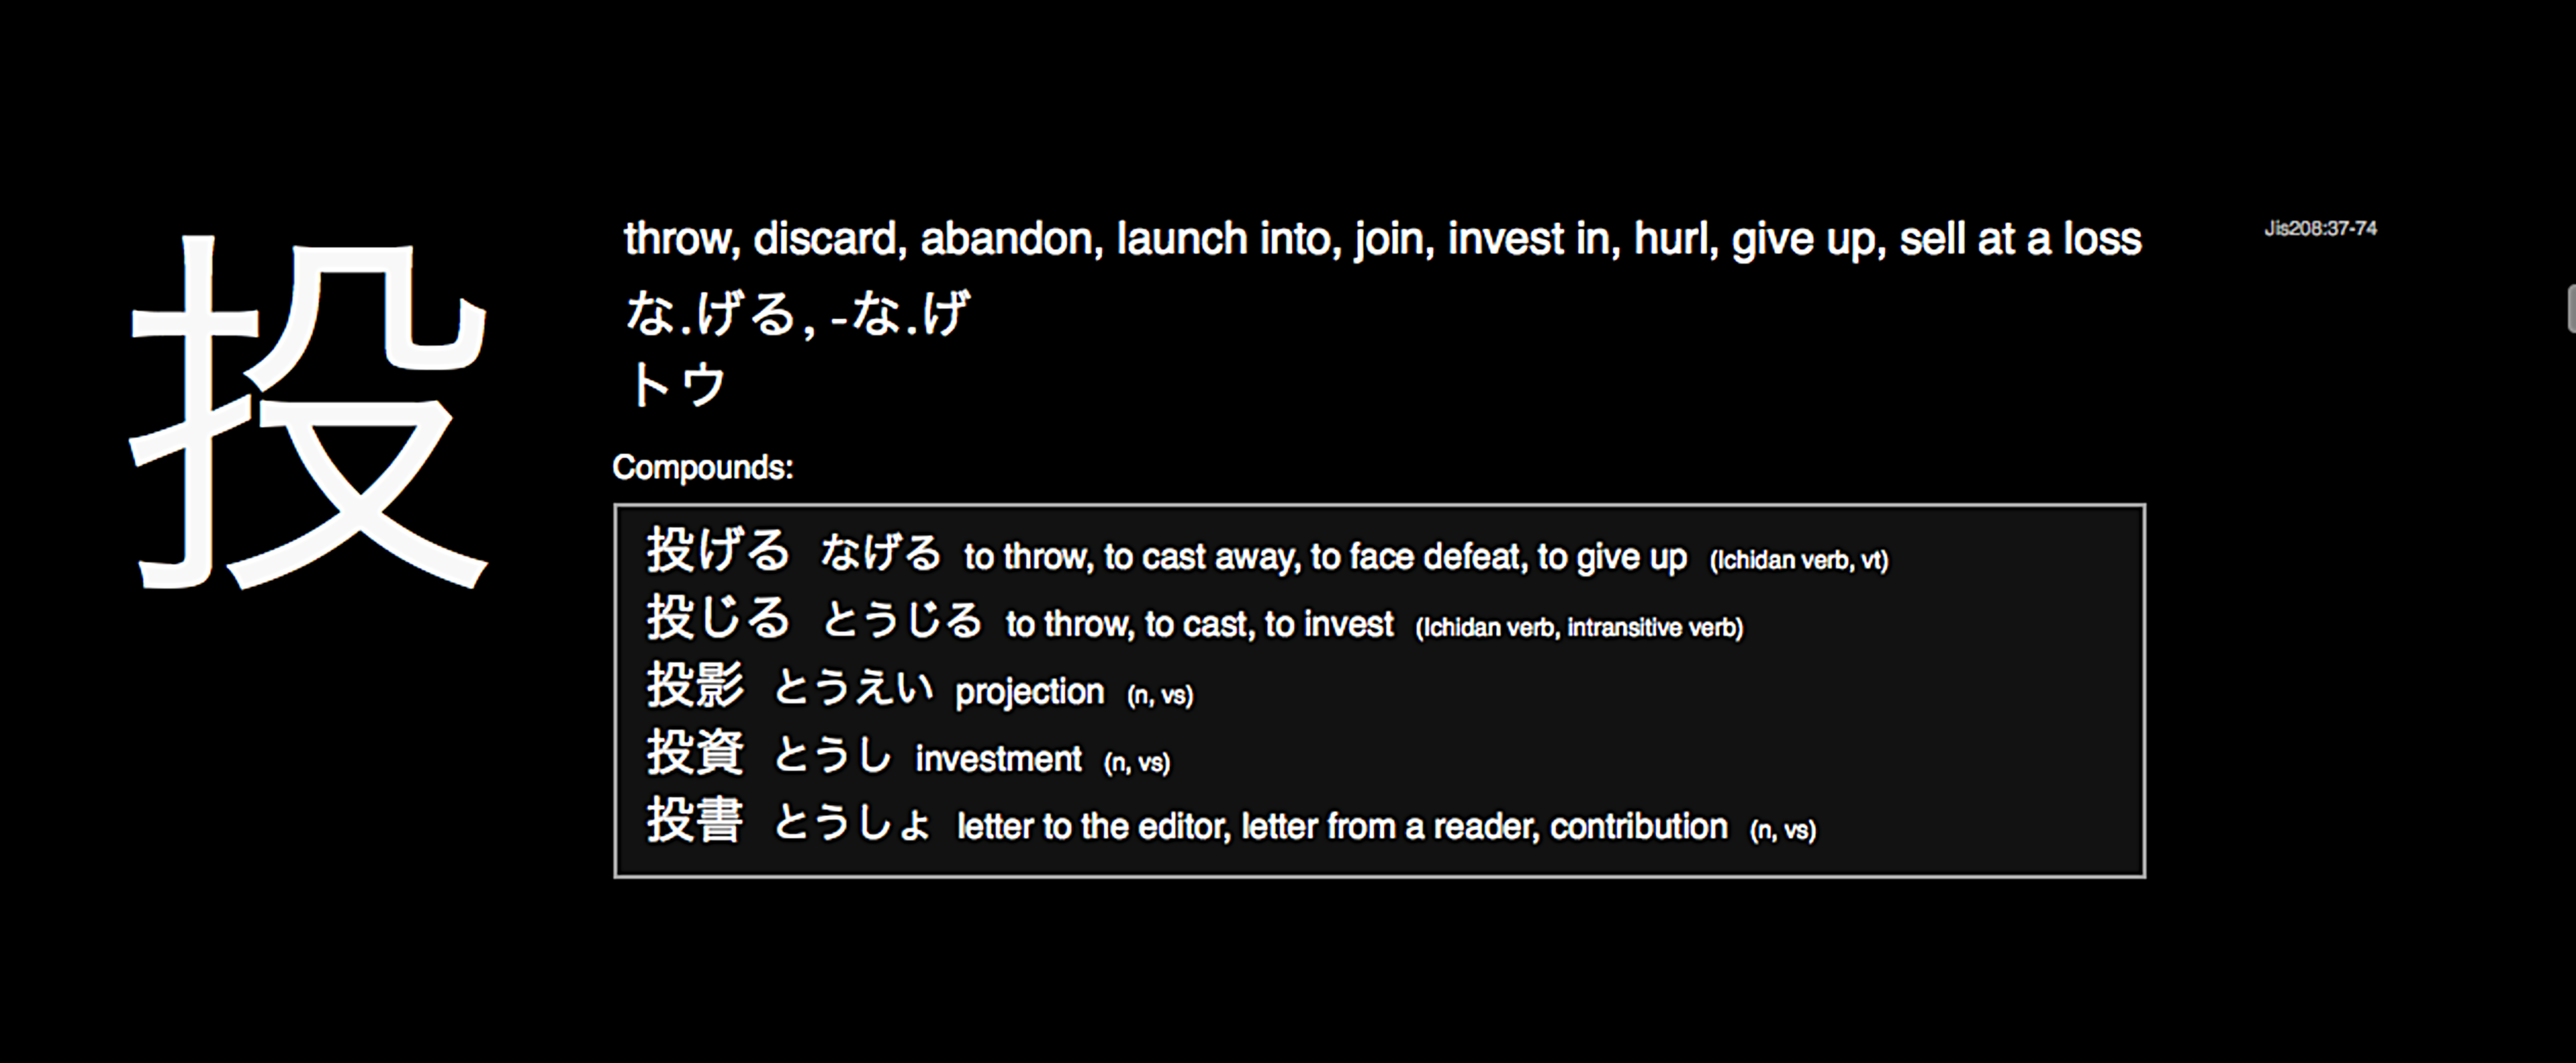 投
throw, discard, abandon, launch into, join, invest in, hurl, give up, sell at a loss
Jis208:37-74
な.げる, -な.げ
トウ
Compounds:
投げる なげる to throw, to cast away, to face defeat, to give up (Ichidan verb, vt)
投じる とうじる to throw, to cast, to invest (Ichidan verb, intransitive verb)
投影 とうえい projection (n, vs)
投資 とうし investment (n, vs)
投書 とうしょ letter to the editor, letter from a reader, contribution (n, vs)